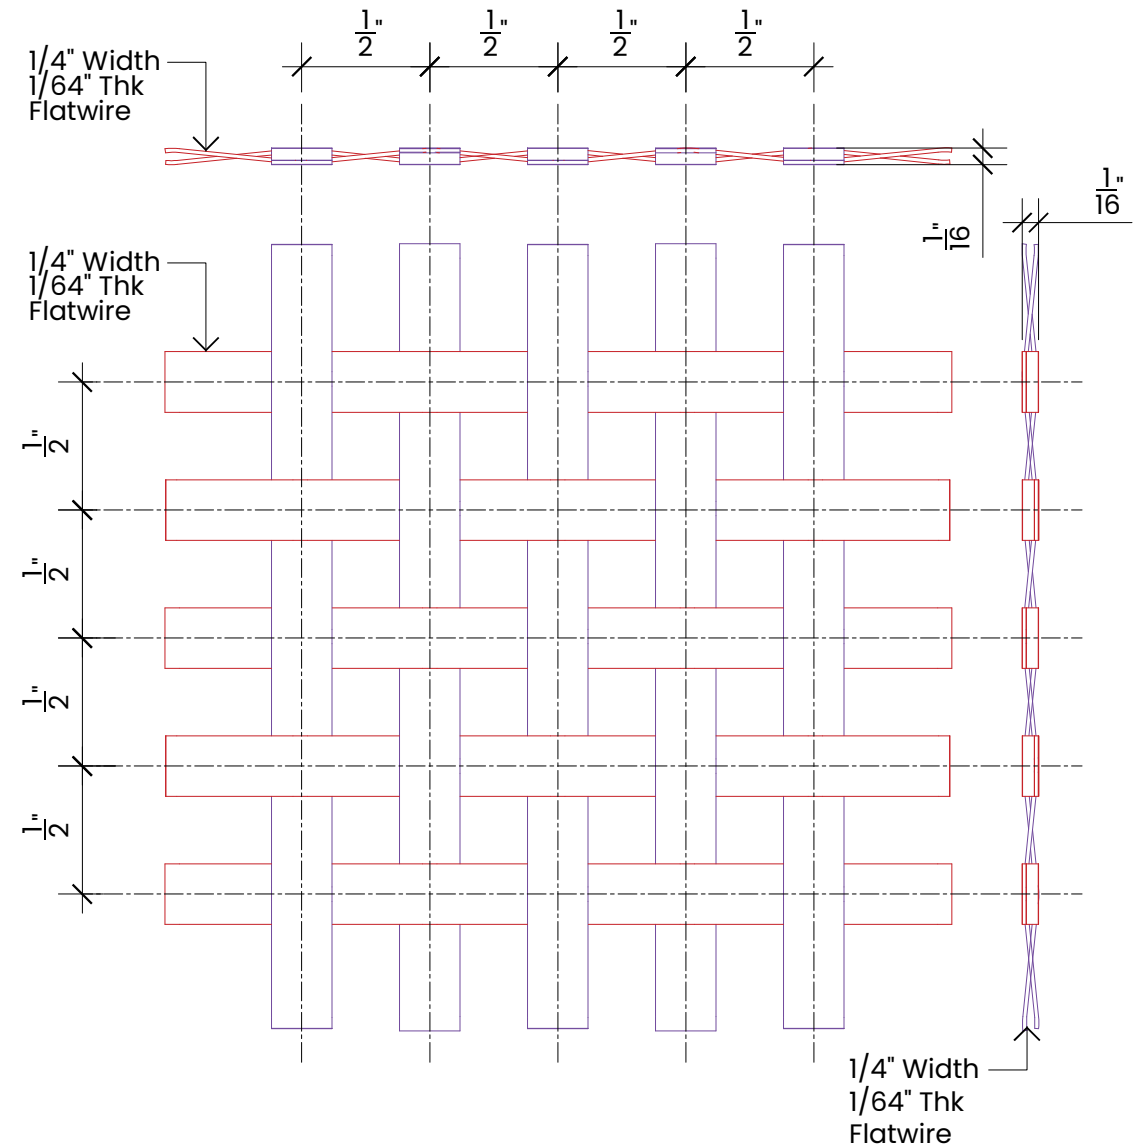 1/2"
1/2"
1/2"
1/2"
1/4" Width
1/64" Thk
Flatwire
1/16"
1/16"
1/4" Width
1/64" Thk
Flatwire
1/2"
1/2"
1/2"
1/2"
1/4" Width
1/64" Thk
Flatwire